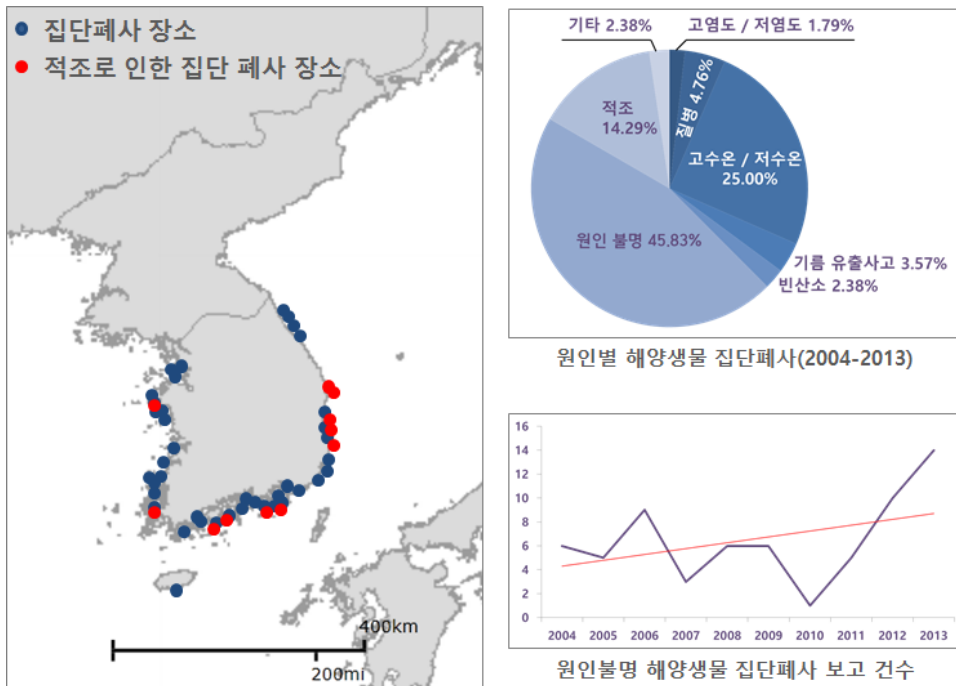 집단폐사 장소
적조로 인한 집단 폐사 장소
400km
200mi
기타 2.38%
고염도 / 저염도 1.79%
질병 4.76%
적조
14.29%
고수온 / 저수온
25.00%
원인 불명 45.83%
기름 유출사고 3.57%
빈산소 2.38%
원인별 해양생물 집단폐사(2004-2013)
16
14
12
10
8
6
4
2
0
2004 2005 2006 2007 2008 2009 2010 2011 2012 2013
원인불명 해양생물 집단폐사 보고 건수